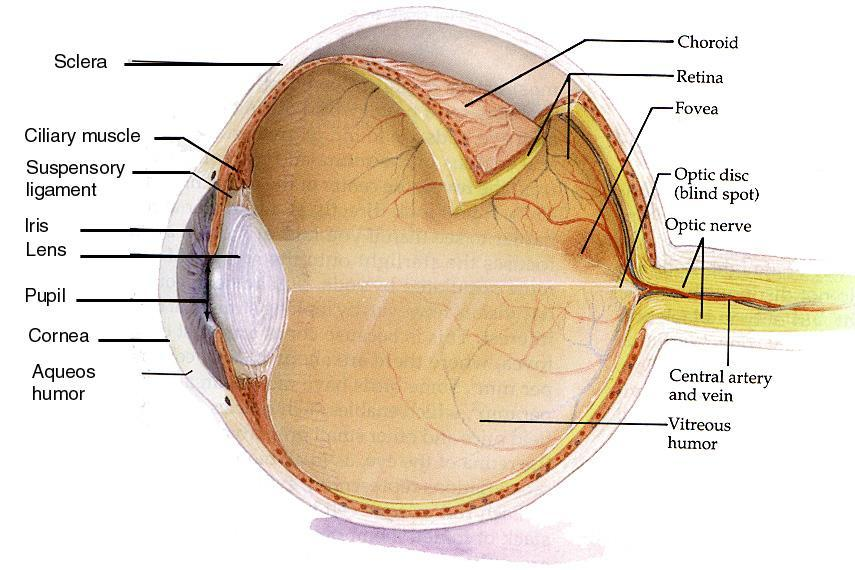 Sclera
Ciliary muscle
Suspensory
ligament
Iris
Lens
Pupil
Cornea
Aqueos
humor
Choroid
Retina
Fovea
Optic disc
(blind spot)
Optic nerve
Central artery
and vein
Vitreous
humor